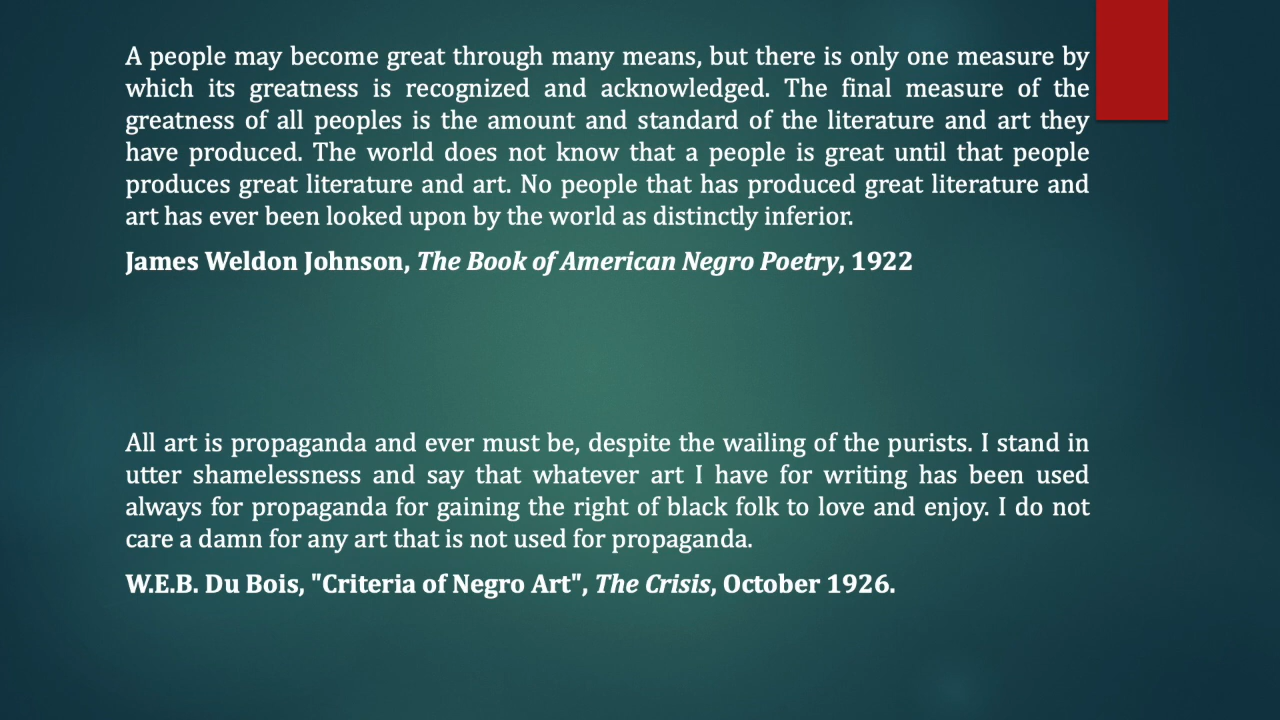 A people may become great through many means, but there is only one measure by
which its greatness is recognized and acknowledged. The final measure of the
greatness of all peoples is the amount and standard of the literature and art they
have produced. The world does not know that a people is great until that people
produces great literature and art. No people that has produced great literature and
art has ever been looked upon by the world as distinctly inferior.
James Weldon Johnson, The Book of American Negro Poetry, 1922
All art is propaganda and ever must be, despite the wailing of the purists. I stand in
utter shamelessness and say that whatever art I have for writing has been used
always for propaganda for gaining the right of black folk to love and enjoy. I do not
care a damn for any art that is not used for propaganda.
W.E.B. Du Bois, "Criteria of Negro Art", The Crisis, October 1926.